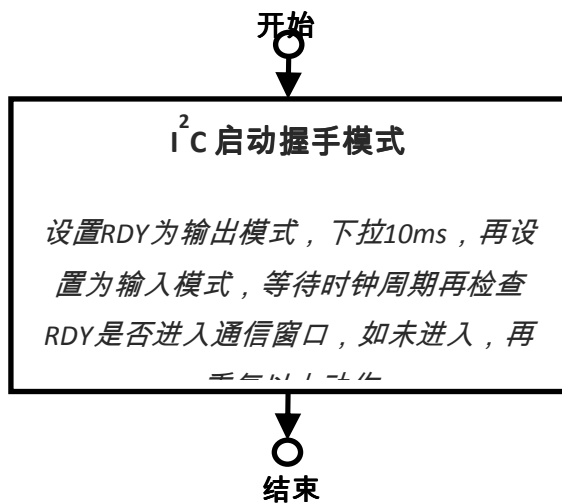 开始
I²C 启动握手模式
设置RDY为输出模式，下拉10ms，再设
置为输入模式，等待时钟周期再检查
RDY是否进入通信窗口，如未进入，再
结束